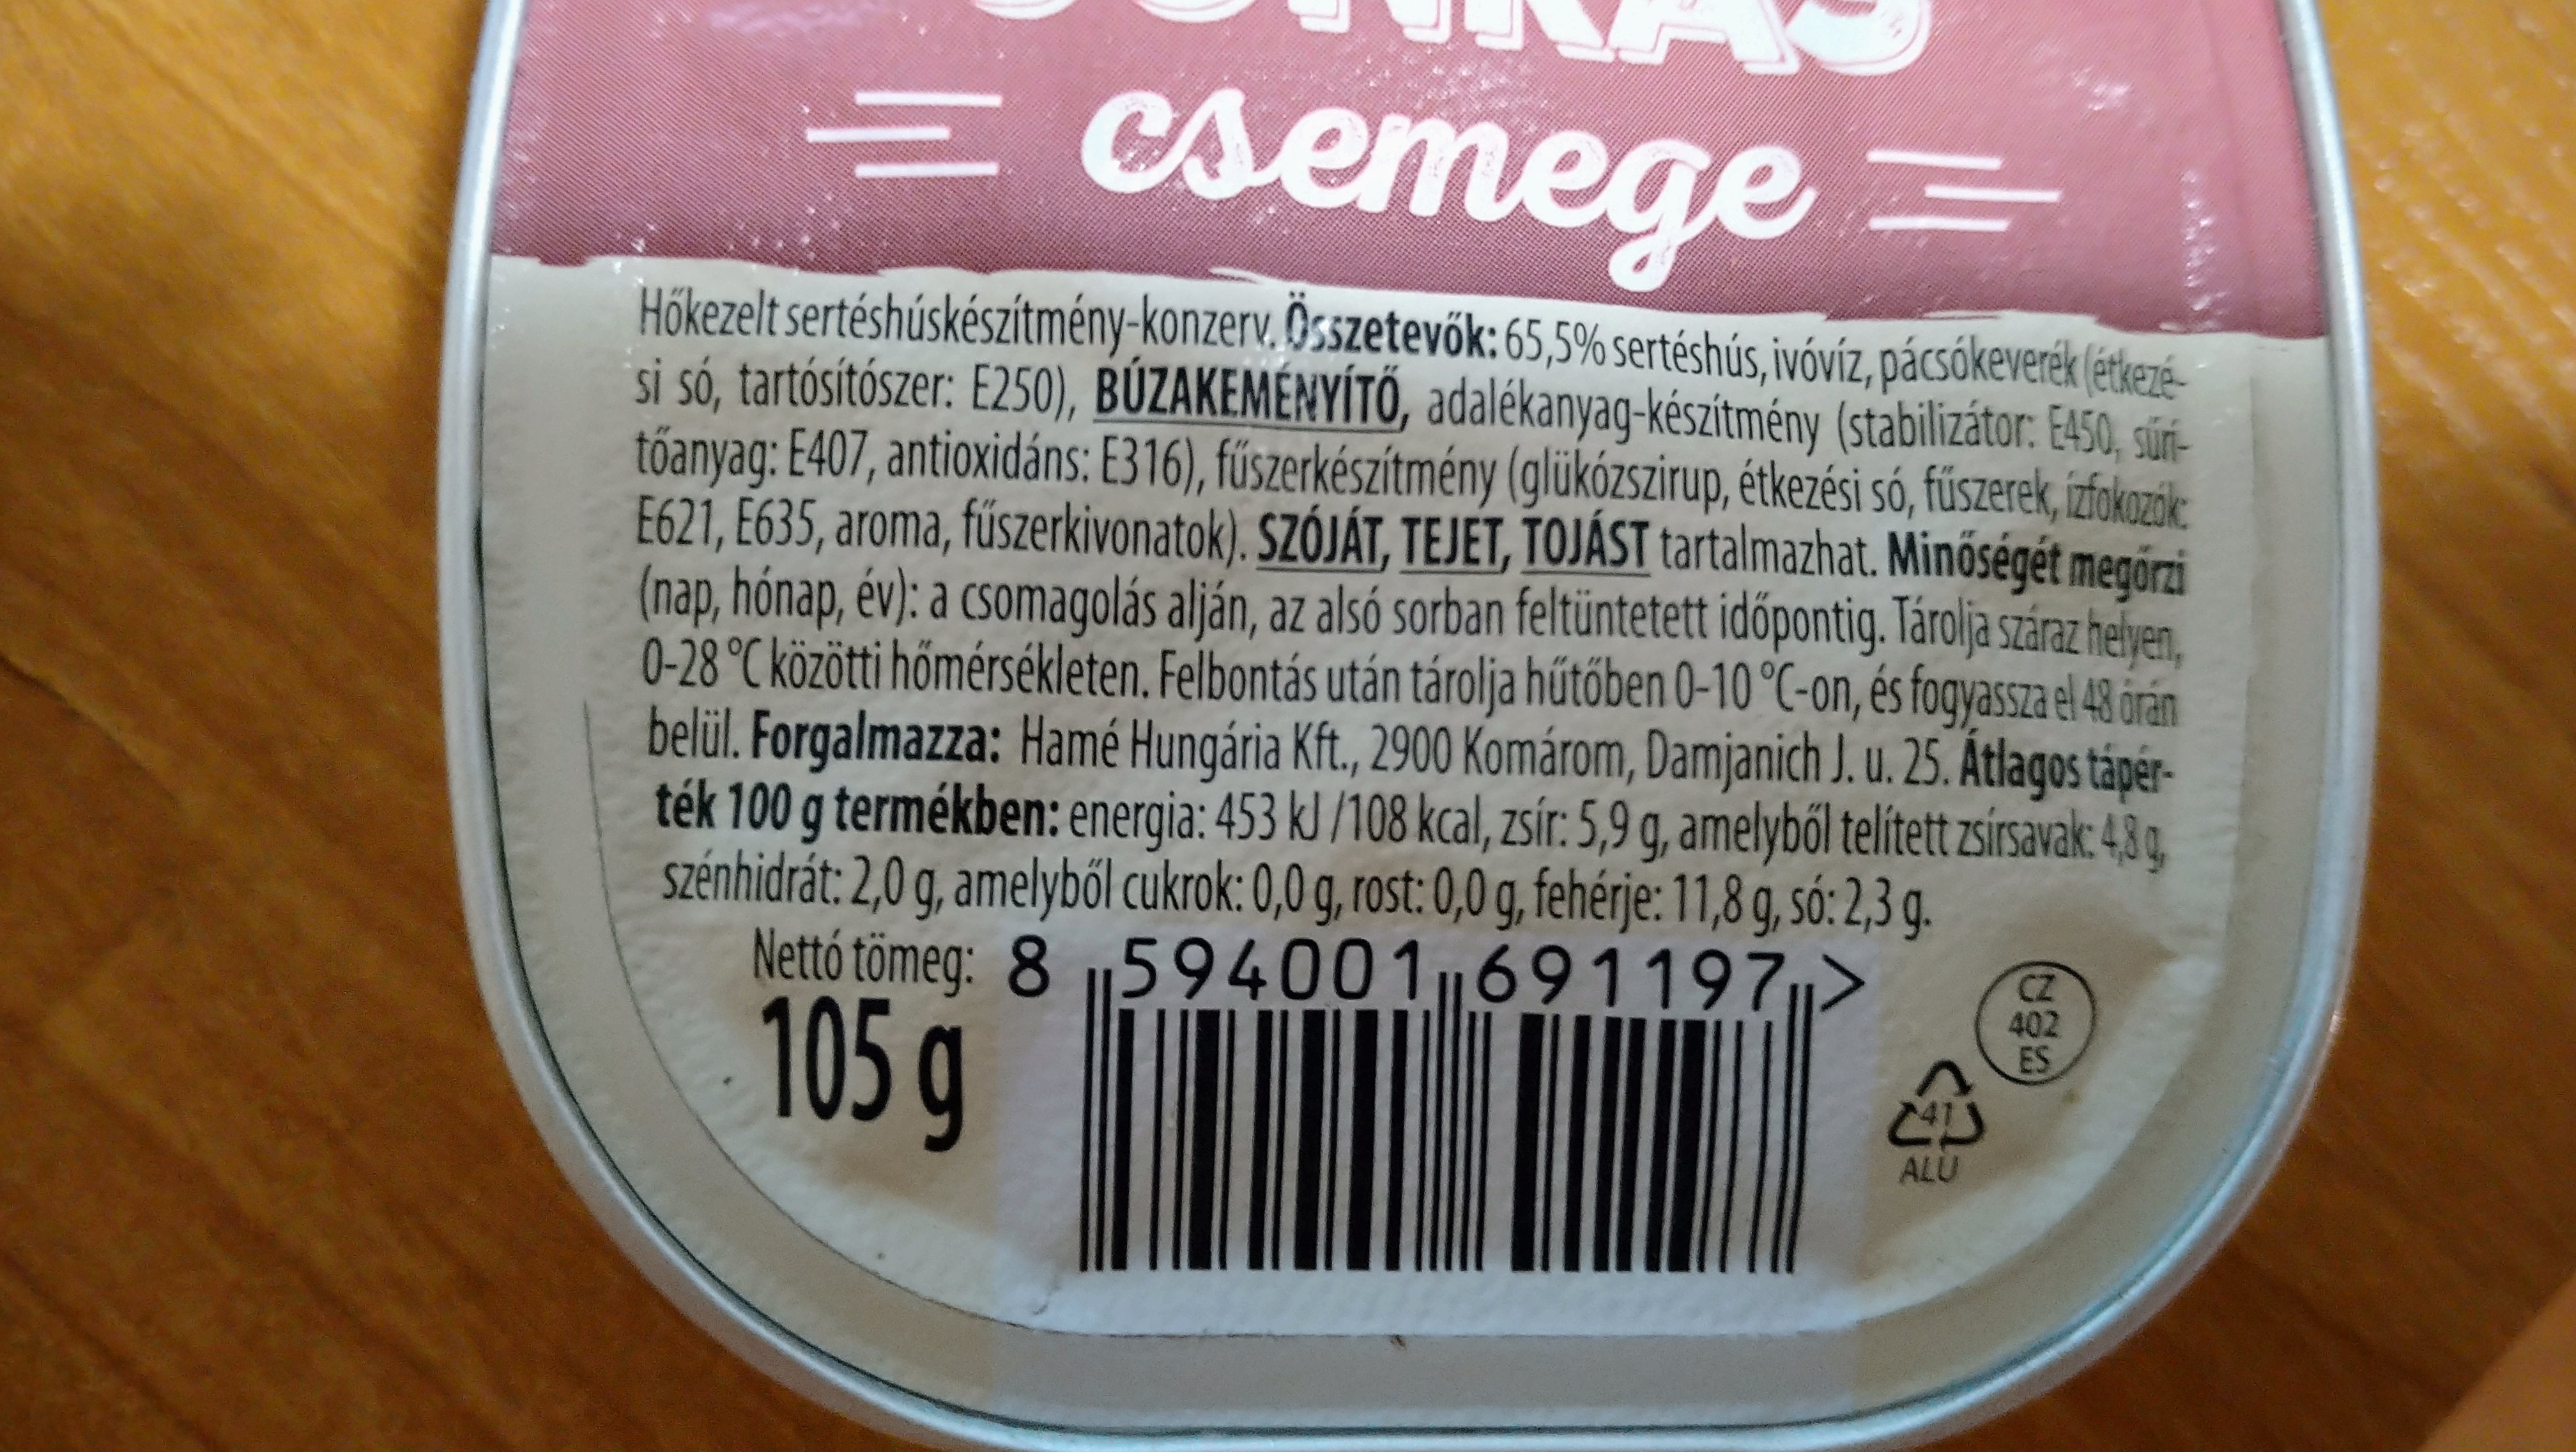 SONKÁS
csemege
Hőkezelt sertéshúskészítmény-konzerv. Összetevők: 65,5% sertéshús, ivóvíz, pácsókeverék (étkezé-
si só, tartósítószer: E250), BÚZAKEMÉNYÍTŐ, adalékanyag-készítmény (stabilizátor: E450, sűrí-
tőanyag: E407, antioxidáns: E316), fűszerkészítmény (glükózszirup, étkezési só, fűszerek, ízfokozók:
E621, E635, aroma, fűszerkivonatok). SZÓJÁT, TEJET, TOJÁST tartalmazhat. Minőségét megőrzi
(nap, hónap, év): a csomagolás alján, az alsó sorban feltüntetett időpontig. Tárolja száraz helyen,
0-28 °C közötti hőmérsékleten. Felbontás után tárolja hűtőben 0-10 °C-on, és fogyassza el 48 órán
belül. Forgalmazza: Hamé Hungária Kft., 2900 Komárom, Damjanich J. u. 25. Átlagos tápér-
ték 100 g termékben: energia: 453 kJ /108 kcal, zsír: 5,9 g, amelyből telített zsírsavak: 4,8 g,
szénhidrát: 2,0 g, amelyből cukrok: 0,0 g, rost: 0,0 g, fehérje: 11,8 g, só: 2,3 g.
Nettó tömeg:
105 g
8 594001 691197 >
CZ
402
ES
41
ALU